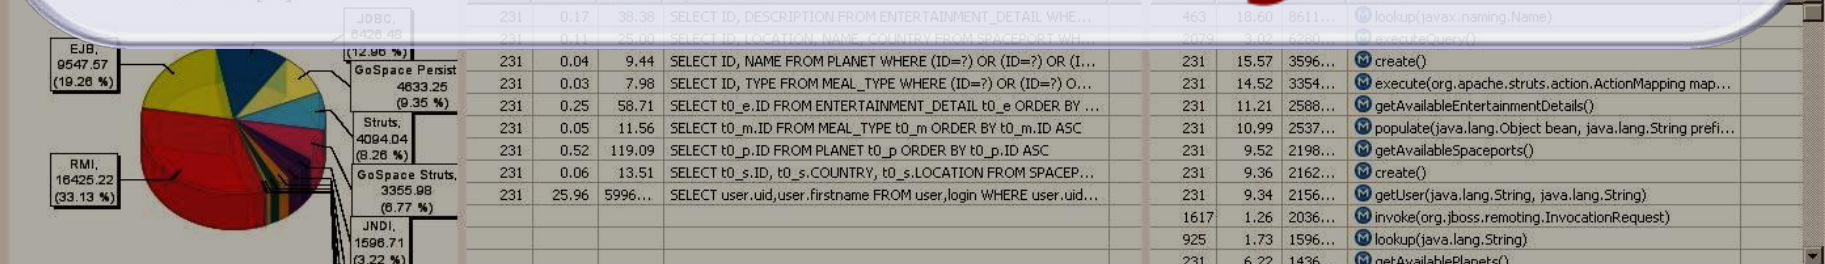 EJB,
9547.57
(19.26 %)
RMI,
16425.22
(33.13 %)
JDBC,
6426.48
(12.96 %)
GoSpace Persist
4633.25
(9.35 %)
Struts,
4094.04
(8.26 %)
GoSpace Struts,
3355.98
(6.77 %)
JNDI,
1596.71
(3.22 %)
231 0.17 38.38 SELECT ID, DESCRIPTION FROM ENTERTAINMENT_DETAIL WHE...
231 0.11 25.00 SELECT ID, LOCATION, NAME, COUNTRY FROM SPACEPORT WH...
231 0.04 9.44 SELECT ID, NAME FROM PLANET WHERE (ID=?) OR (ID=?) OR (I...
231 0.03 7.98 SELECT ID, TYPE FROM MEAL_TYPE WHERE (ID=?) OR (ID=?) O...
231 0.25 58.71 SELECT t0_e.ID FROM ENTERTAINMENT_DETAIL t0_e ORDER BY ...
231 0.05 11.56 SELECT t0_m.ID FROM MEAL_TYPE t0_m ORDER BY t0_m.ID ASC
231 0.52 119.09 SELECT t0_p.ID FROM PLANET t0_p ORDER BY t0_p.ID ASC
231 0.06 13.51 SELECT t0_s.ID, t0_s.COUNTRY, t0_s.LOCATION FROM SPACEP...
231 25.96 5996... SELECT user.uid,user.firstname FROM user,login WHERE user.uid...
463 18.60 8611... lookup(javax.naming.Name)
2079 3.02 6280... executeQuery()
231 15.57 3596... create()
231 14.52 3354... execute(org.apache.struts.action.ActionMapping map...
231 11.21 2588... getAvailableEntertainmentDetails()
231 10.99 2537... populate(java.lang.Object bean, java.lang.String prefi...
231 9.52 2198... getAvailableSpaceports()
231 9.36 2162... create()
231 9.34 2156... getUser(java.lang.String, java.lang.String)
1617 1.26 2036... invoke(org.jboss.remoting.InvocationRequest)
925 1.73 1596... lookup(java.lang.String)
231 6.22 1436... getAvailablePlanets()